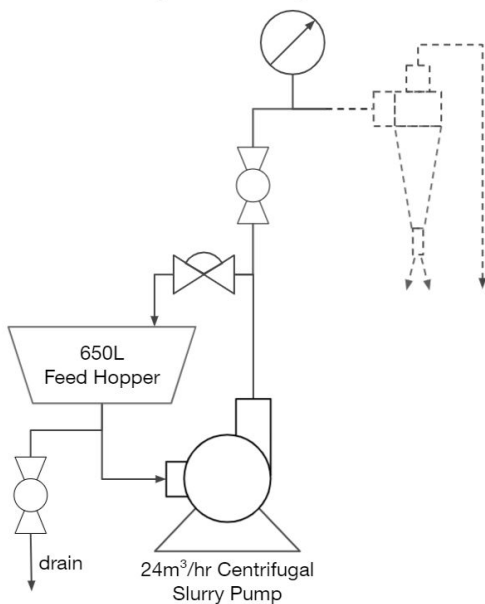 650L
Feed Hopper
drain
24m³/hr Centrifugal
Slurry Pump